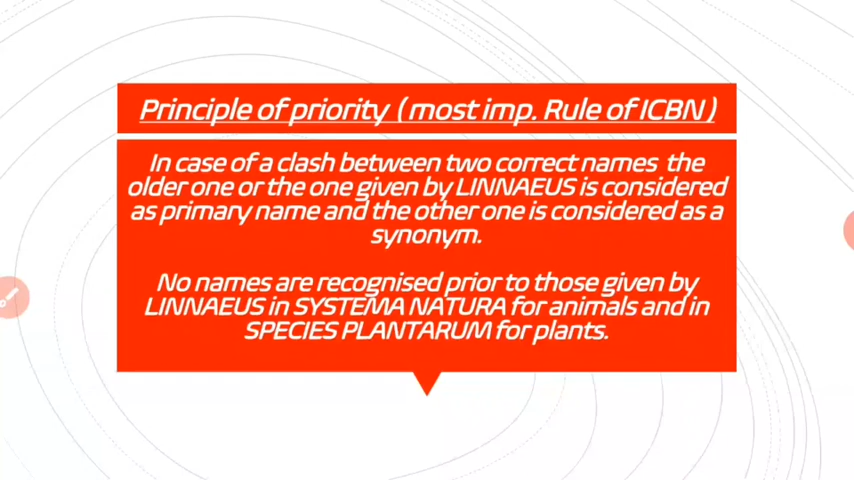 Principle of priority (most imp. Rule of ICBN)
In case of a clash between two correct names the
older one or the one given by LINNAEUS is considered
as primary name and the other one is considered as a
synonym.
No names are recognised prior to those given by
LINNAEUS in SYSTEMA NATURA for animals and in
SPECIES PLANTARUM for plants.